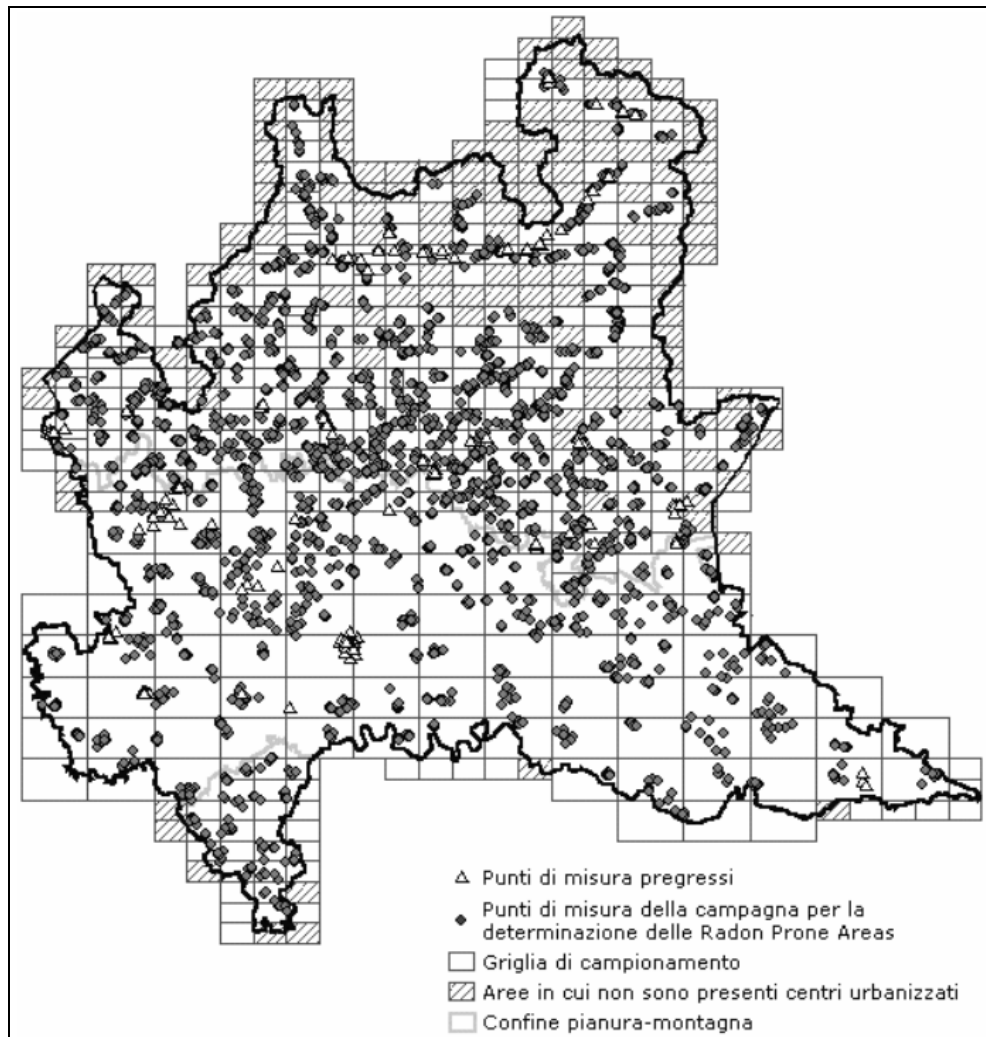 Punti di misura pregressi
Punti di misura della campagna per la
determinazione delle Radon Prone Areas
Griglia di campionamento
Aree in cui non sono presenti centri urbanizzati
Confine pianura-montagna